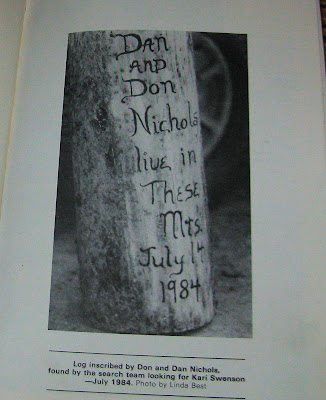 Dan
AND
Don
Nichols
live in
These
Mts.
July 14
1984
Log inscribed by Don and Dan Nichols,
found by the search team looking for Kari Swenson
—July 1984. Photo by Linda Best